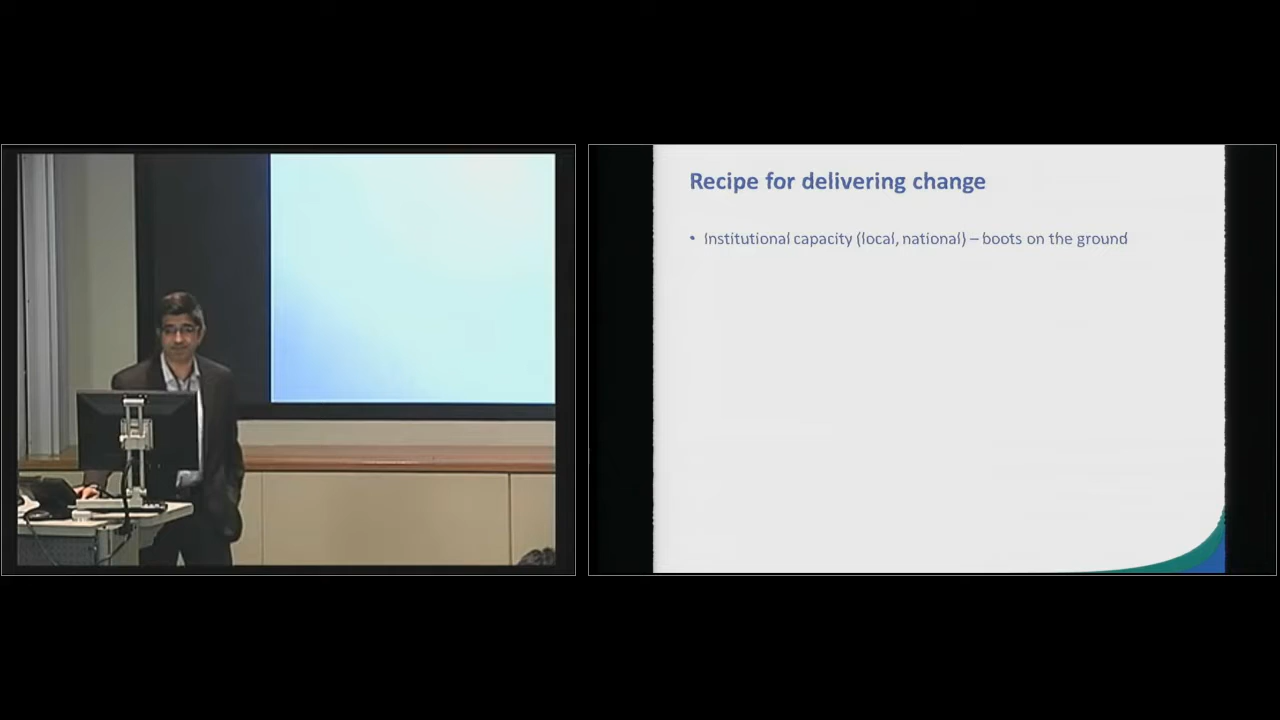 Recipe for delivering change
• Institutional capacity (local, national) – boots on the ground